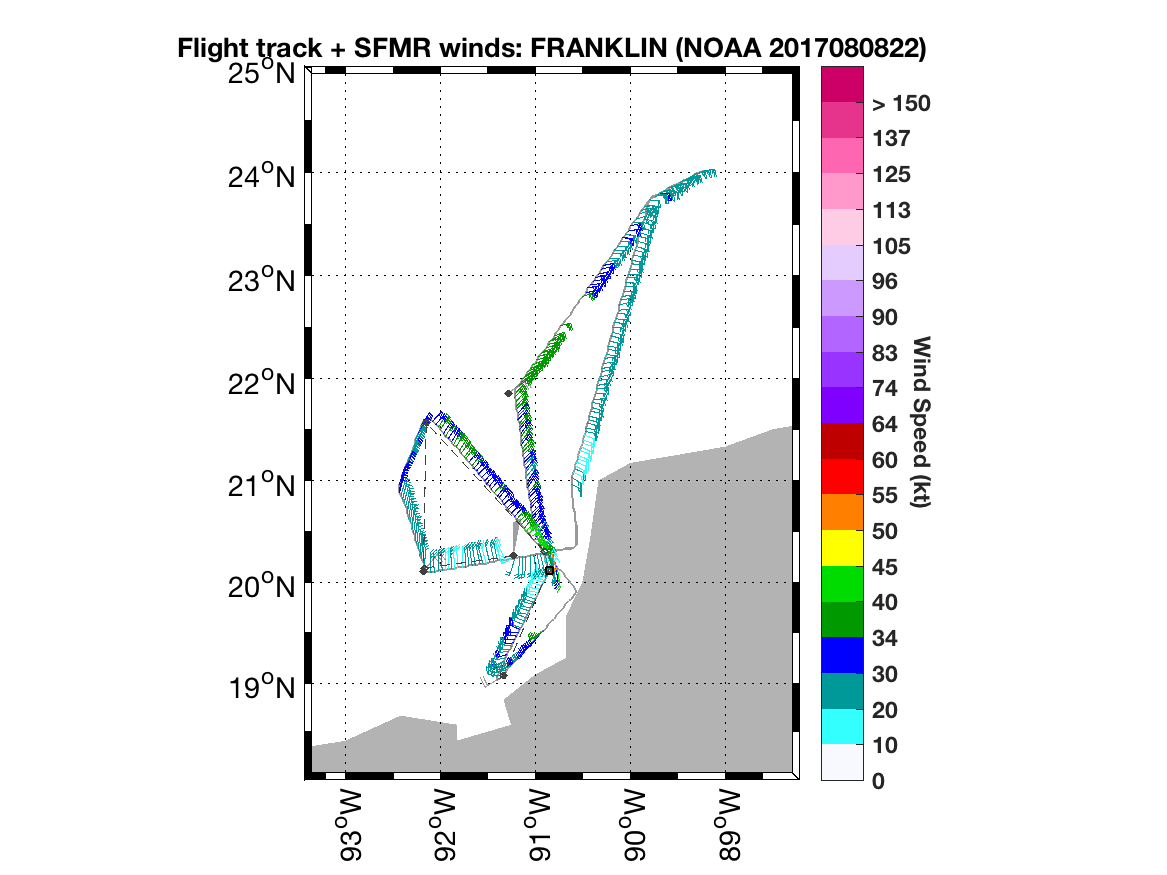 Flight track + SFMR winds: FRANKLIN (NOAA 2017080822)
25°N
24°N
23°N
22°N
21°N
20°N
19°N
93°W
92°W
91°W
90°W
89°W
> 150
137
125
113
105
96
90
83
74
64
60
55
50
45
40
34
30
20
10
0
Wind Speed (kt)